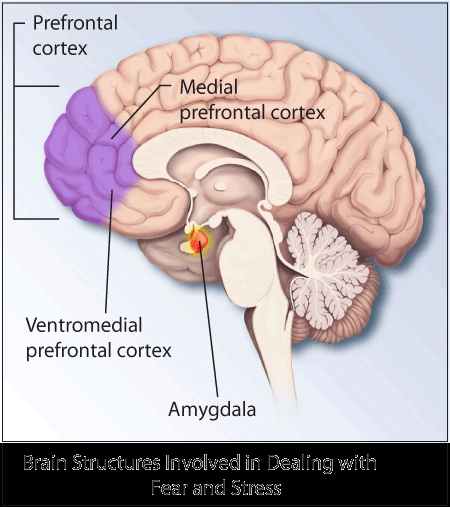 Prefrontal
cortex
Medial
prefrontal cortex
Ventromedial
prefrontal cortex
Amygdala
Brain Structures Involved in Dealing with
Fear and Stress